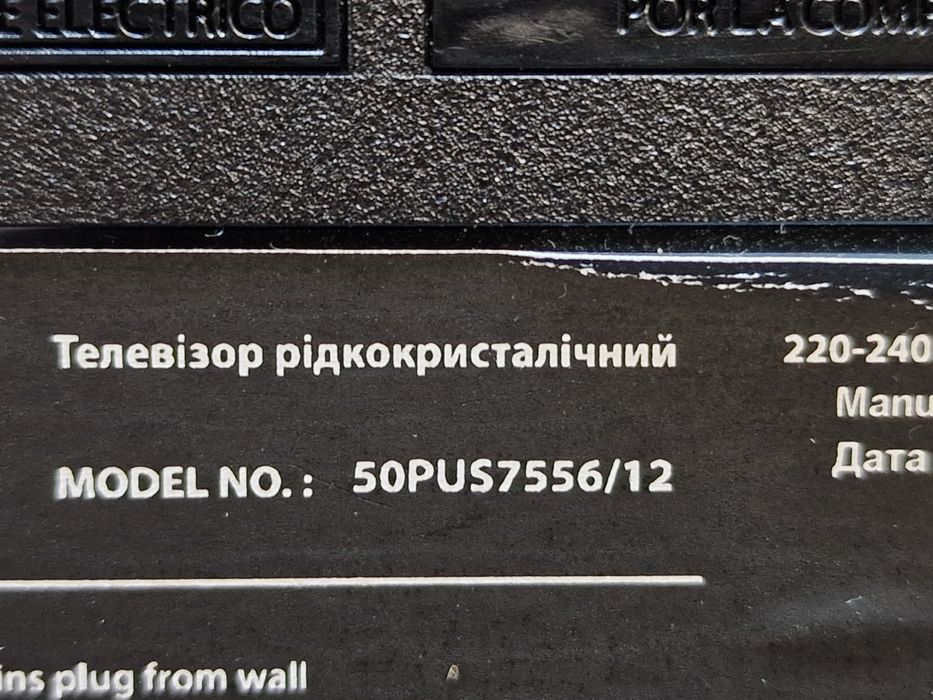 E ELECTRICO
POR LA COMP
Телевізор рідкокристалічний
220-240
Manu
MODEL NO. : 50PUS7556/12
Дата
ins plug from wall